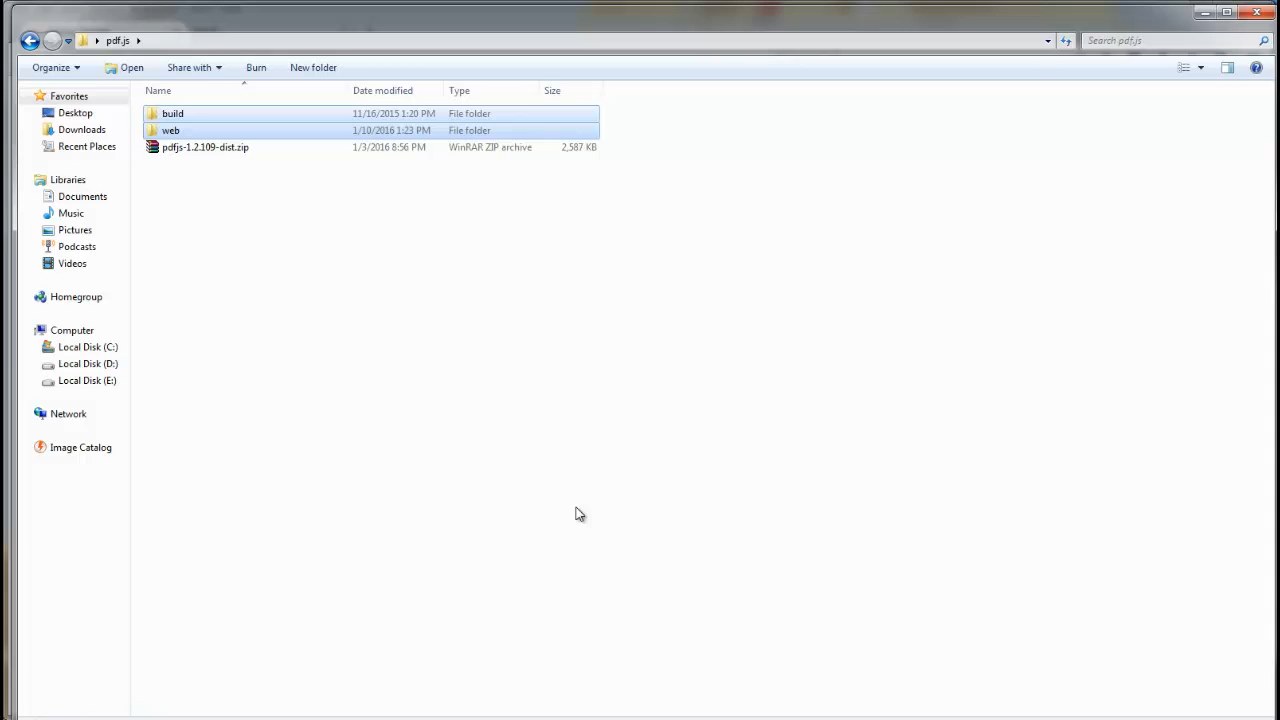 pdf.js
Search pdf.js
Organize Open Share with Burn New folder
Name Date modified Type Size
build 11/16/2015 1:20 PM File folder
web 1/10/2016 1:23 PM File folder
pdfjs-1.2.109-dist.zip 1/3/2016 8:56 PM WinRAR ZIP archive 2,587 KB
Favorites
Desktop
Downloads
Recent Places
Libraries
Documents
Music
Pictures
Podcasts
Videos
Homegroup
Computer
Local Disk (C:)
Local Disk (D:)
Local Disk (E:)
Network
Image Catalog